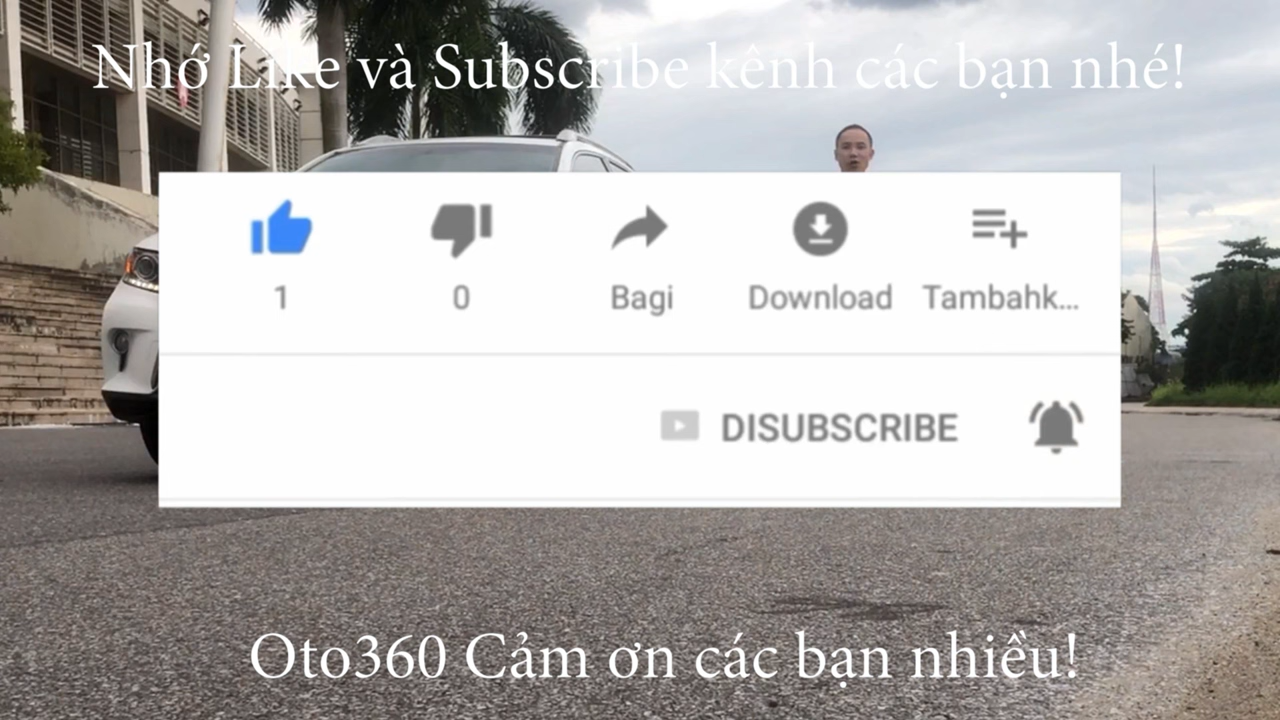 Nhớ Like và Subscribe kênh các bạn nhé!
1 0 Bagi Download Tambahk...
DISUBSCRIBE
Oto360 Cảm ơn các bạn nhiều!